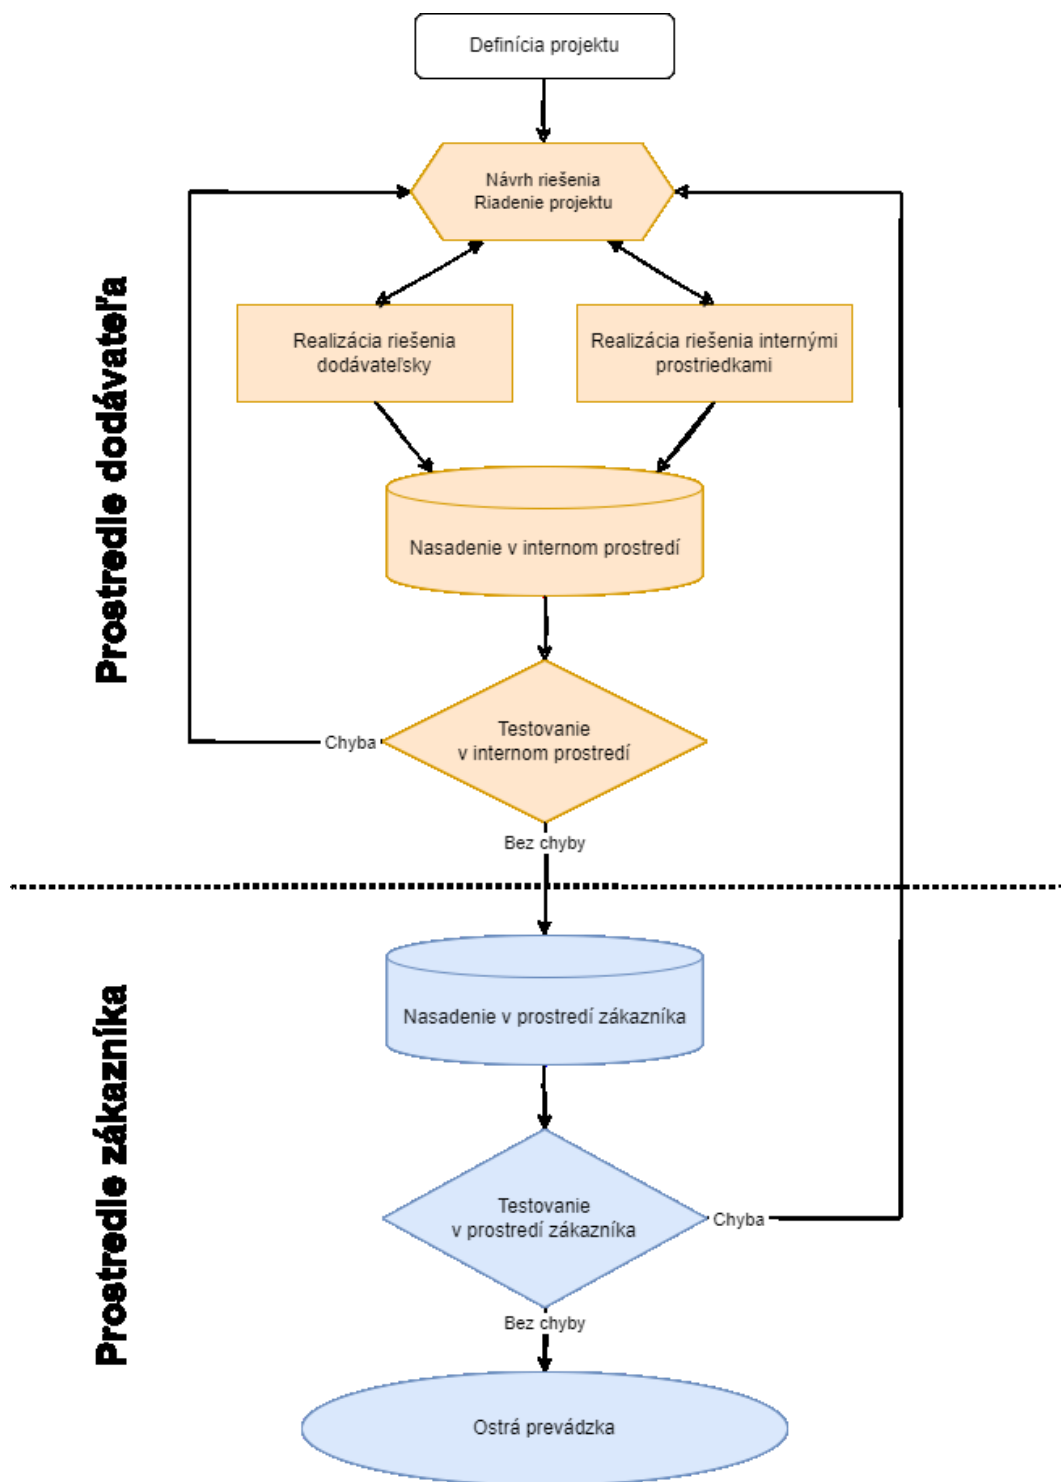 Definícia projektu
Návrh riešenia
Riadenie projektu
Realizácia riešenia
dodávateľsky
Realizácia riešenia internými
prostriedkami
Nasadenie v internom prostredí
Testovanie
v internom prostredí
Chyba
Bez chyby
Prostredie dodávateľa
Nasadenie v prostredí zákazníka
Testovanie
v prostredí zákazníka
Chyba
Bez chyby
Ostrá prevádzka
Prostredie zákazníka